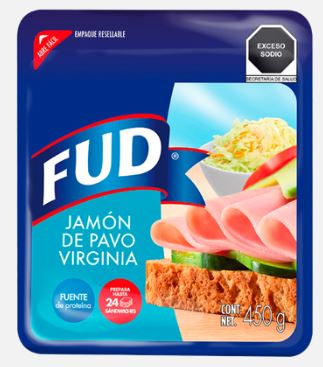 ABRE FÁCIL
EMPAQUE RESELLABLE
EXCESO
SODIO
SECRETARÍA DE SALUD
FUD®
JAMÓN
DE PAVO
VIRGINIA
FUENTE
de proteína
PREPARA
HASTA
24
SÁNDWICHES
CONT.
NET. 450 g